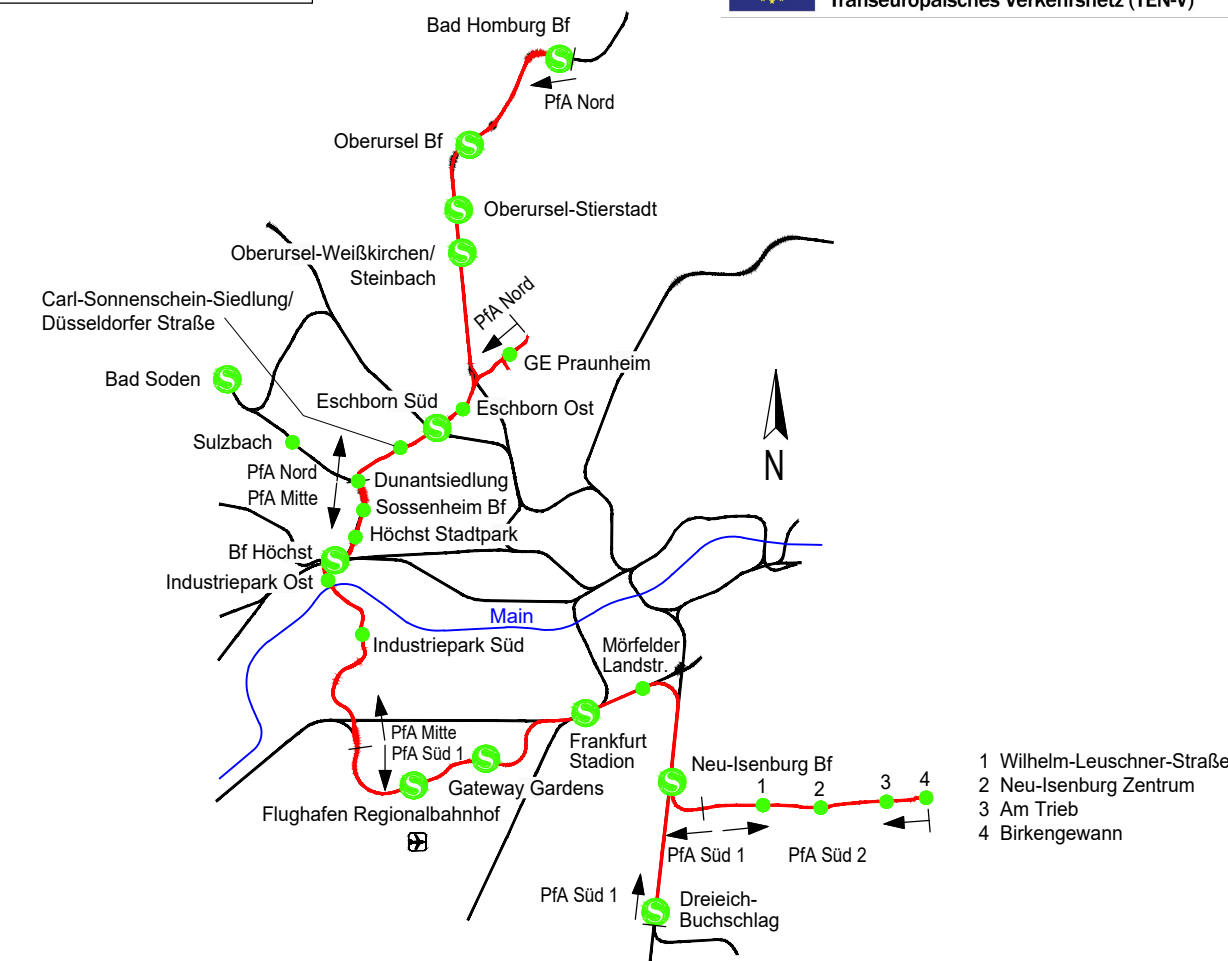 Transeuropäisches Verkehrsnetz (TEN-V)
Bad Homburg Bf
PfA Nord
Oberursel Bf
Oberursel-Stierstadt
Oberursel-Weißkirchen/
Steinbach
Carl-Sonnenschein-Siedlung/
Düsseldorfer Straße
PfA Nord
GE Praunheim
Bad Soden
Eschborn Süd
Eschborn Ost
Sulzbach
PfA Nord
PfA Mitte
Dunantsiedlung
Sossenheim Bf
Höchst Stadtpark
Bf Höchst
Industriepark Ost
N
Main
Industriepark Süd
Mörfelder
Landstr.
PfA Mitte
PfA Süd 1
Frankfurt
Stadion
Gateway Gardens
Flughafen Regionalbahnhof
Neu-Isenburg Bf
1
2
3
4
PfA Süd 1
PfA Süd 2
1 Wilhelm-Leuschner-Straße
2 Neu-Isenburg Zentrum
3 Am Trieb
4 Birkengewann
PfA Süd 1
Dreieich-
Buchschlag